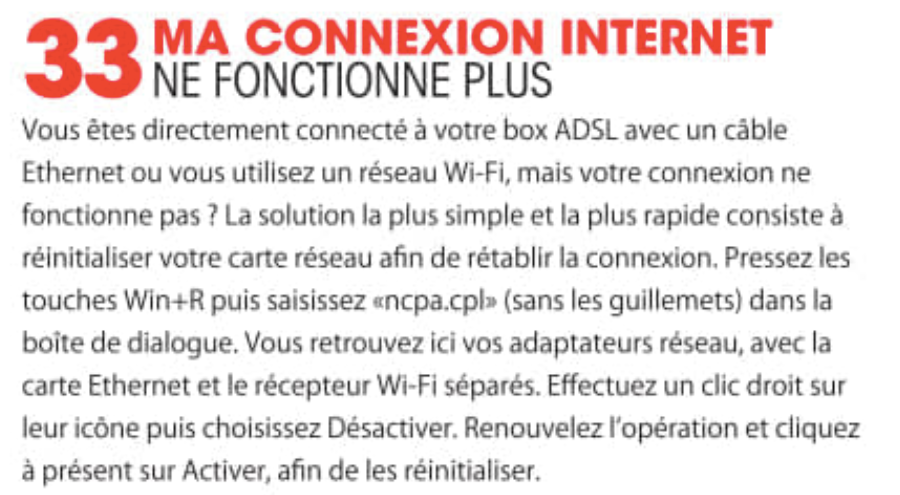 33 MA CONNEXION INTERNET
NE FONCTIONNE PLUS
Vous êtes directement connecté à votre box ADSL avec un câble
Ethernet ou vous utilisez un réseau Wi-Fi, mais votre connexion ne
fonctionne pas ? La solution la plus simple et la plus rapide consiste à
réinitialiser votre carte réseau afin de rétablir la connexion. Pressez les
touches Win+R puis saisissez «ncpa.cpl» (sans les guillemets) dans la
boîte de dialogue. Vous retrouvez ici vos adaptateurs réseau, avec la
carte Ethernet et le récepteur Wi-Fi séparés. Effectuez un clic droit sur
leur icône puis choisissez Désactiver. Renouvelez l'opération et cliquez
à présent sur Activer, afin de les réinitialiser.